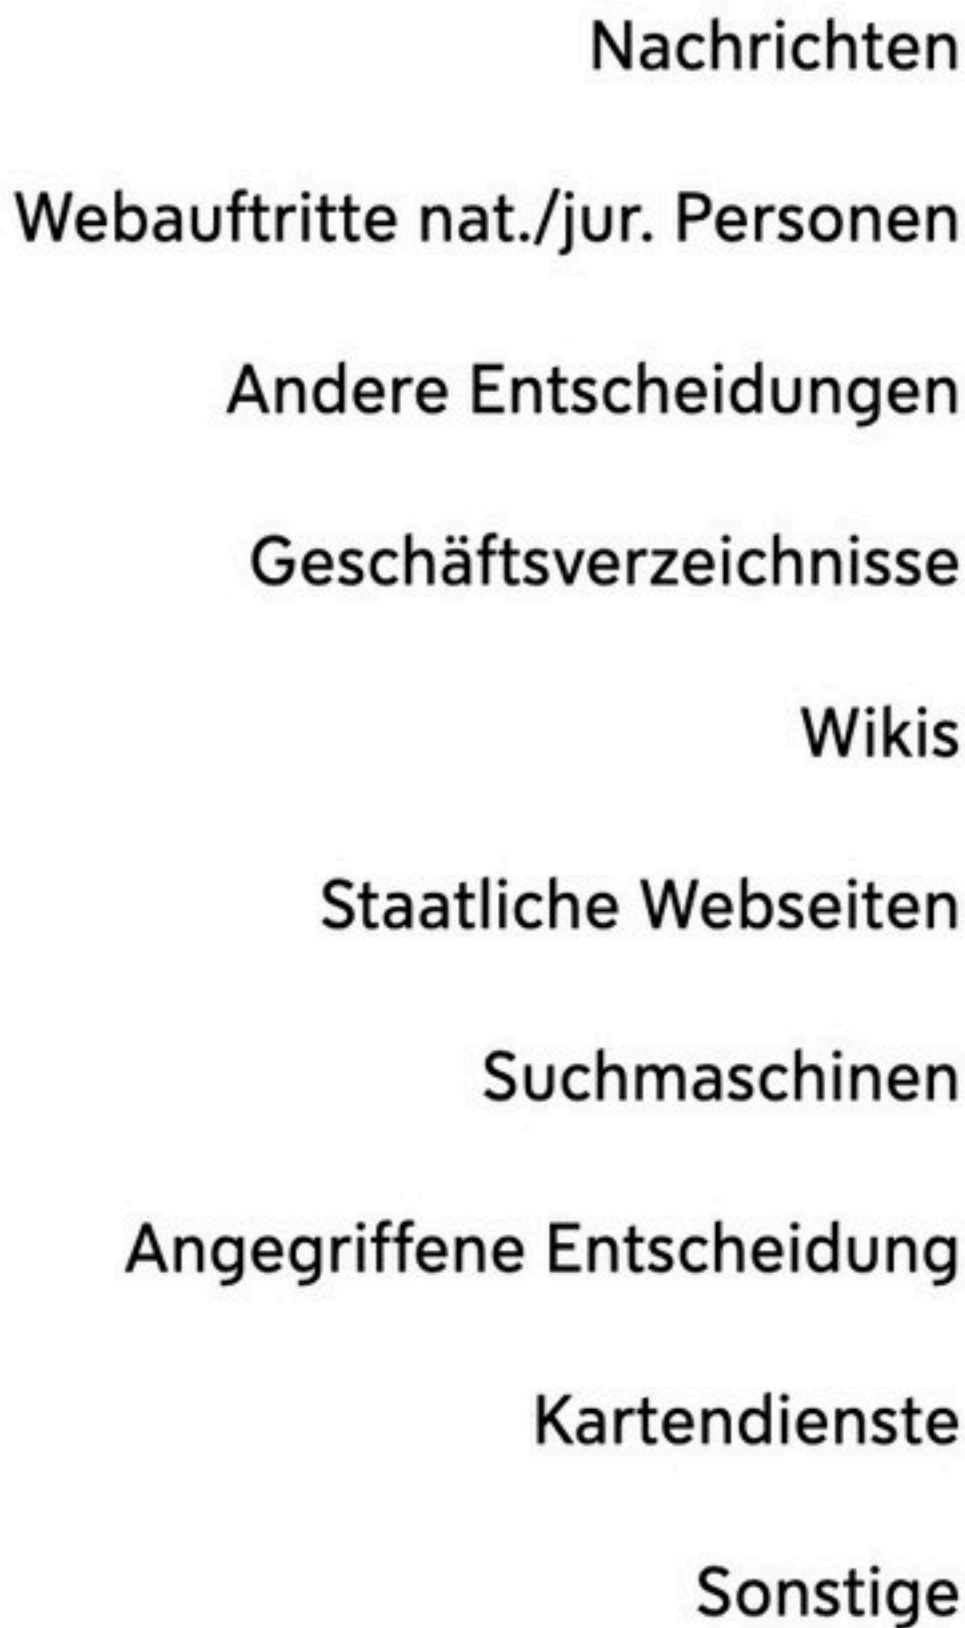 Nachrichten
Webauftritte nat./jur. Personen
Andere Entscheidungen
Geschäftsverzeichnisse
Wikis
Staatliche Webseiten
Suchmaschinen
Angegriffene Entscheidung
Kartendienste
Sonstige